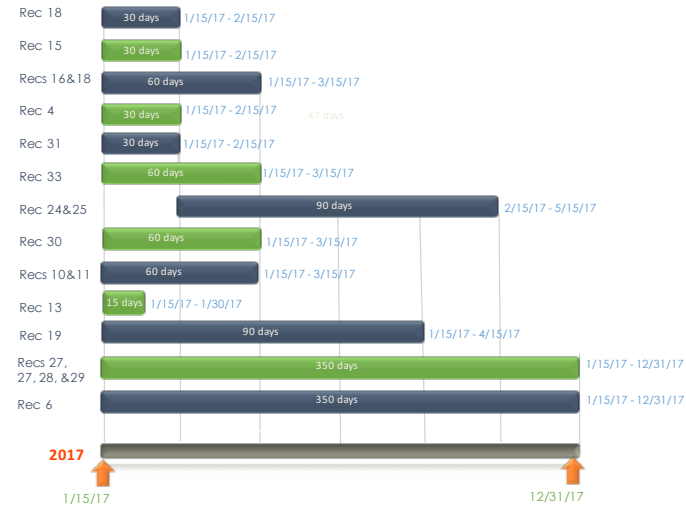 Rec 18 30 days 1/15/17 - 2/15/17
Rec 15 30 days 1/15/17 - 2/15/17
Recs 16&18 60 days 1/15/17 - 3/15/17
Rec 4 30 days 1/15/17 - 2/15/17 47 days
Rec 31 30 days 1/15/17 - 2/15/17
Rec 33 60 days 1/15/17 - 3/15/17
Rec 24&25 90 days 2/15/17 - 5/15/17
Rec 30 60 days 1/15/17 - 3/15/17
Recs 10&11 60 days 1/15/17 - 3/15/17
Rec 13 15 days 1/15/17 - 1/30/17
Rec 19 90 days 1/15/17 - 4/15/17
Recs 27, 350 days 1/15/17 - 12/31/17
27, 28, &29
Rec 6 350 days 1/15/17 - 12/31/17
2017
1/15/17 12/31/17